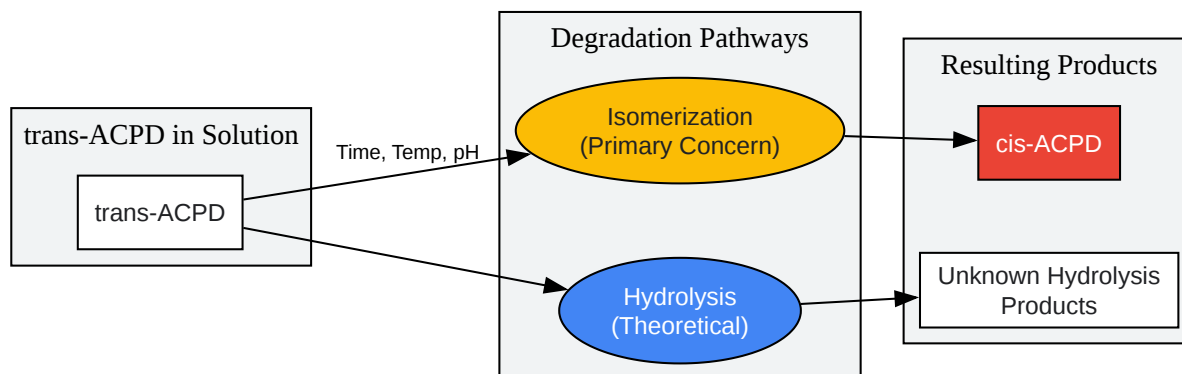 trans-ACPD in Solution
trans-ACPD
Time, Temp, pH
Degradation Pathways
Isomerization
(Primary Concern)
Hydrolysis
(Theoretical)
Resulting Products
cis-ACPD
Unknown Hydrolysis
Products